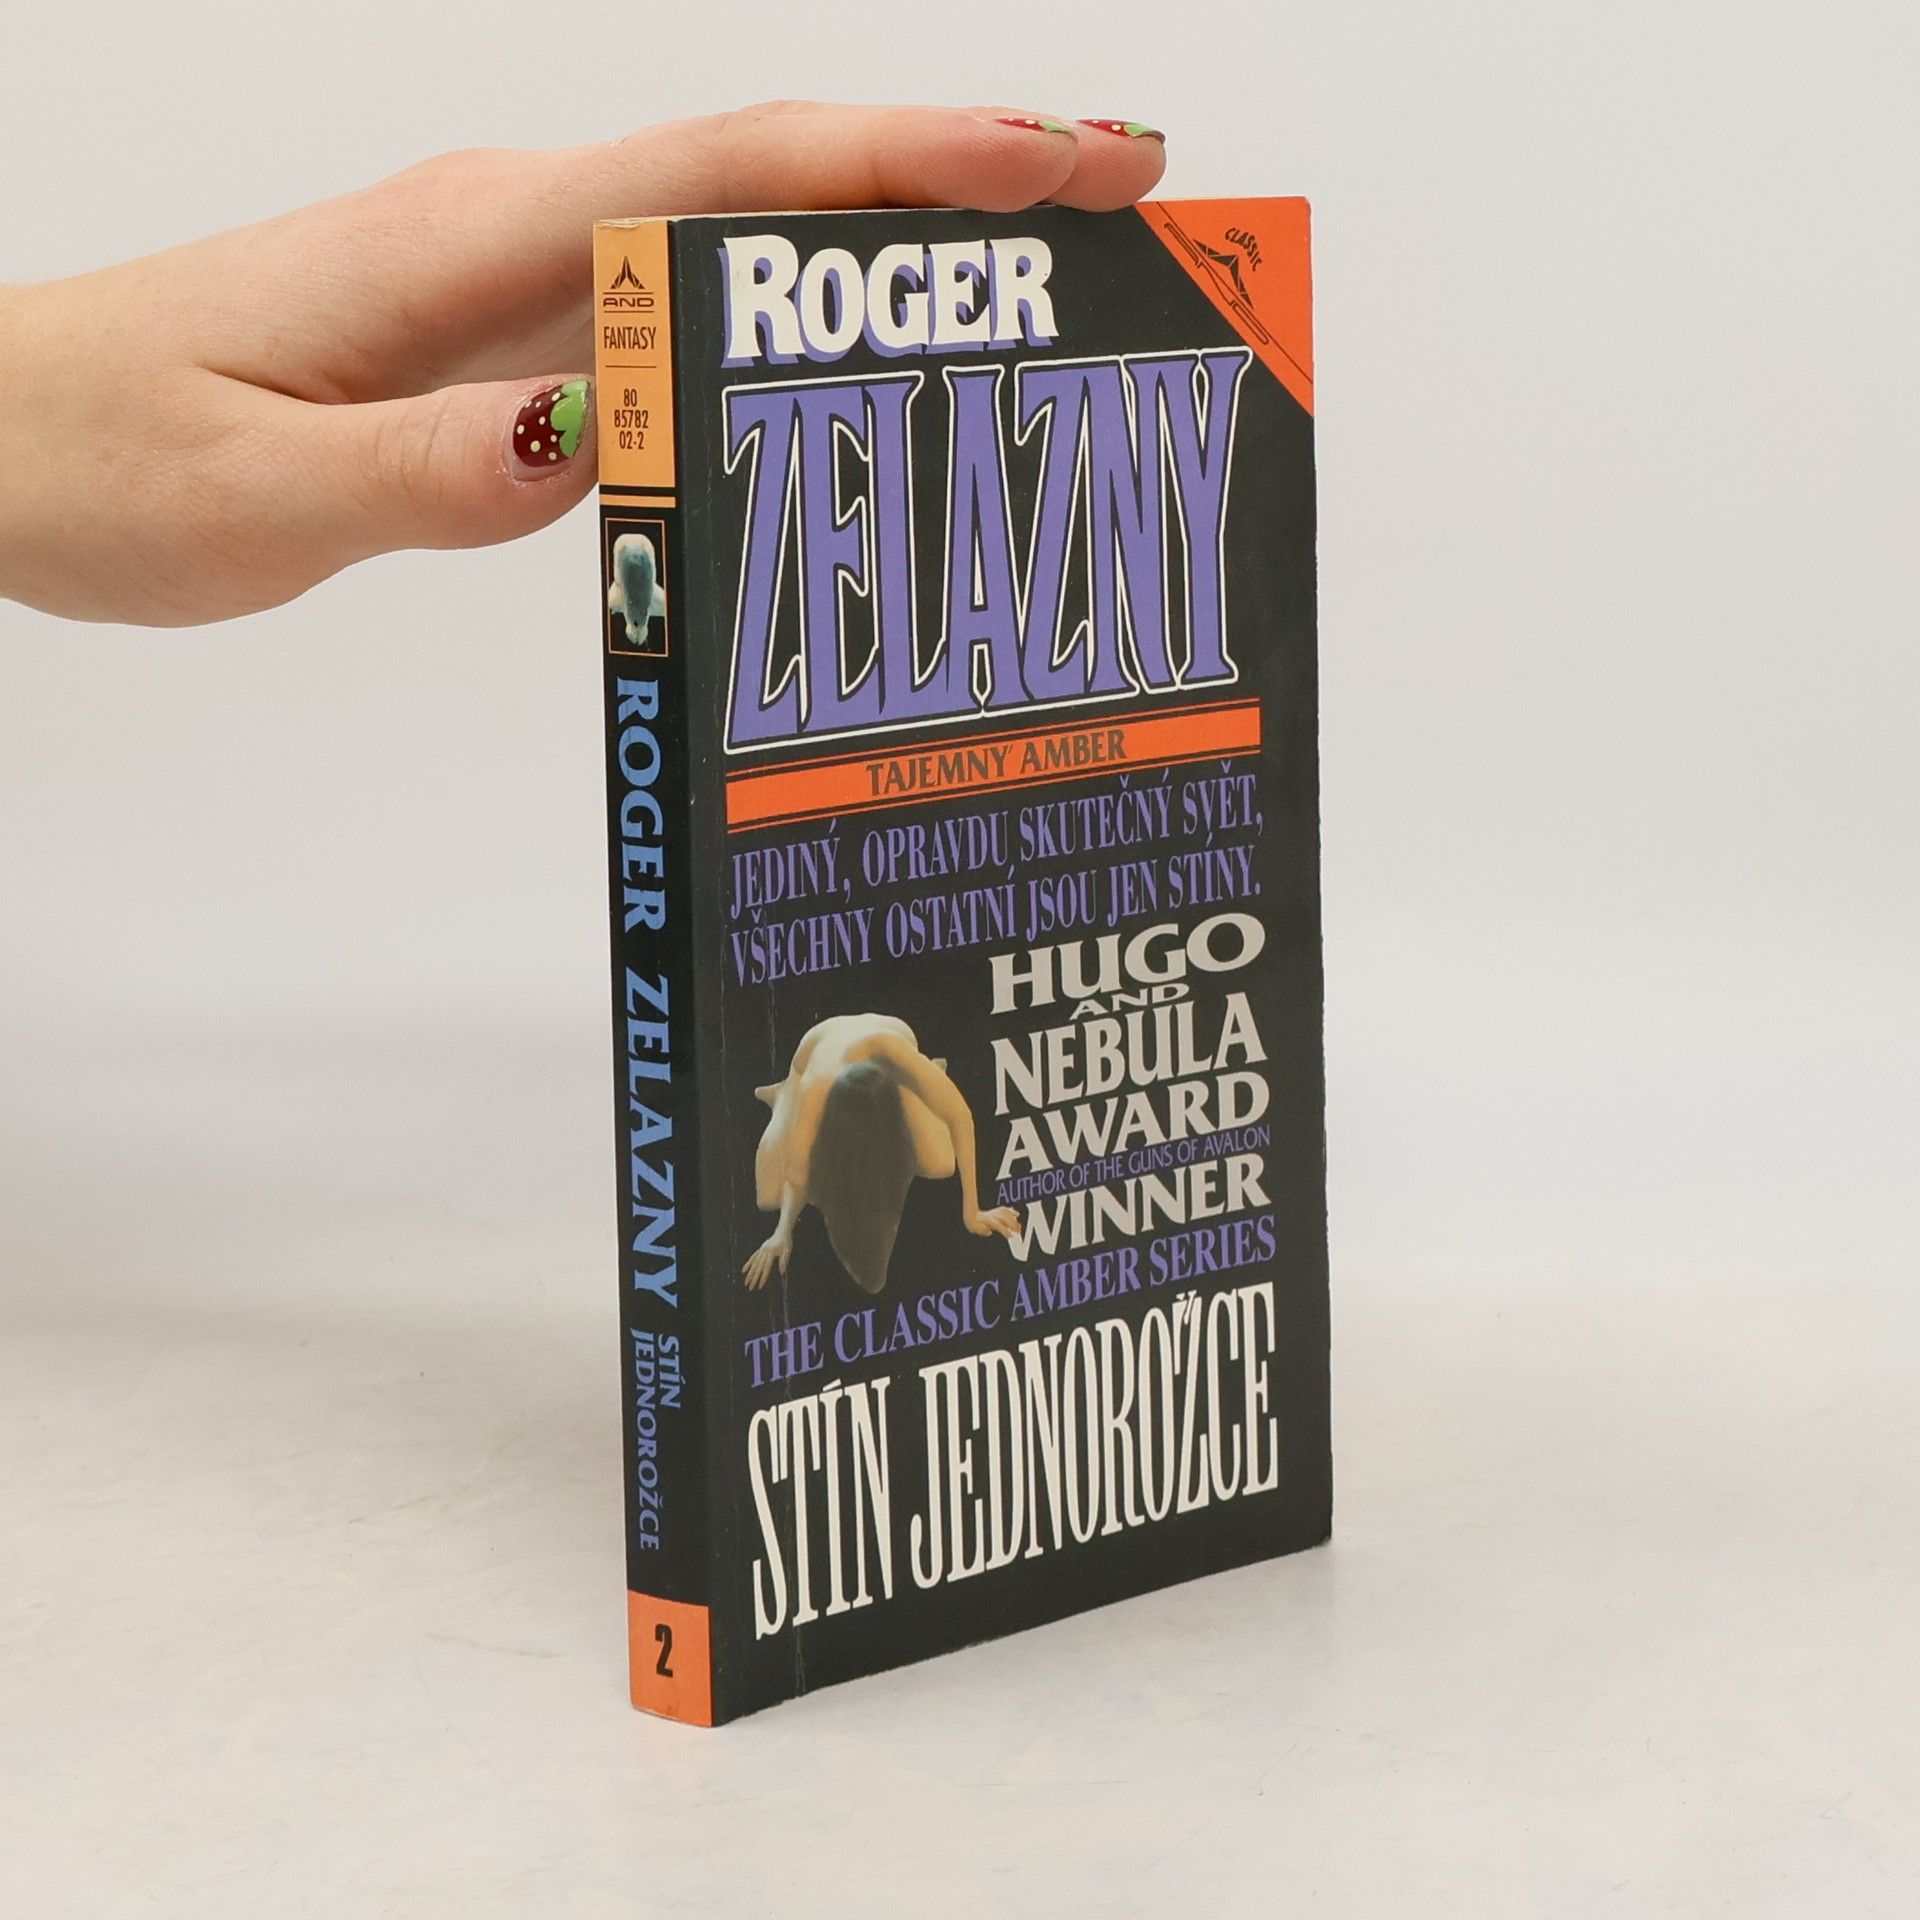 AND
FANTASY
80
85782
02-2
ROGER ZELAZNY
STÍN
JEDNOROŽCE
2
CLASSIC
AND
ROGER
ZELAZNY
TAJEMNÝ AMBER
JEDINÝ, OPRAVDU SKUTEČNÝ SVĚT,
VŠECHNY OSTATNÍ JSOU JEN STÍNY.
HUGO
AND
NEBULA
AWARD
AUTHOR OF THE GUNS OF AVALON
WINNER
THE CLASSIC AMBER SERIES
STÍN JEDNOROŽCE